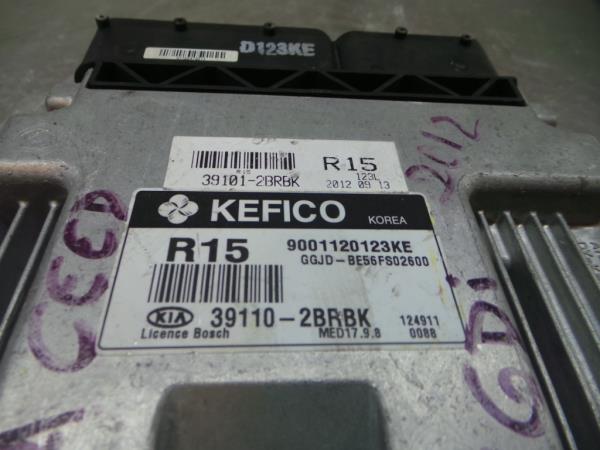 D123KE
R15
39101-2BRBK
R15
123L
2012 09 13
2012
KEFICO
KOREA
R15
9001120123KE
GGJD-BE56FS02600
KIA
39110-2BRBK
124911
Licence Bosch
MED17.9.8
0088
CEED
GDi